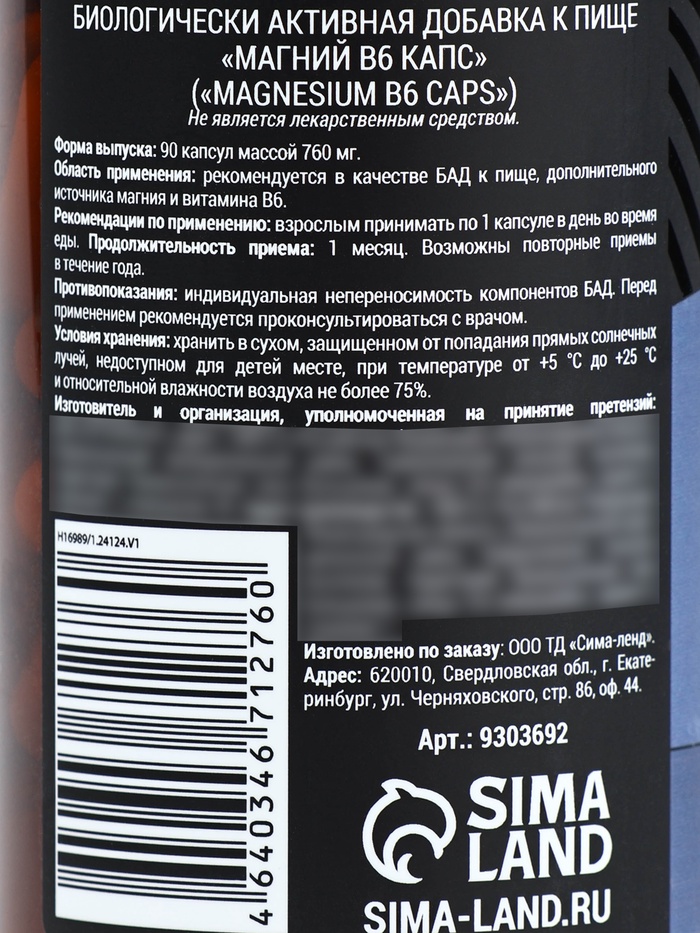 БИОЛОГИЧЕСКИ АКТИВНАЯ ДОБАВКА К ПИЩЕ
«МАГНИЙ В6 КАПС»
(«MAGNESIUM B6 CAPS»)
Не является лекарственным средством.
Форма выпуска: 90 капсул массой 760 мг.
Область применения: рекомендуется в качестве БАД к пище, дополнительного
источника магния и витамина В6.
Рекомендации по применению: взрослым принимать по 1 капсуле в день во время
еды. Продолжительность приема: 1 месяц. Возможны повторные приемы
в течение года.
Противопоказания: индивидуальная непереносимость компонентов БАД. Перед
применением рекомендуется проконсультироваться с врачом.
Условия хранения: хранить в сухом, защищенном от попадания прямых солнечных
лучей, недоступном для детей месте, при температуре от +5 °С до +25 °С
и относительной влажности воздуха не более 75%.
Изготовитель и организация, уполномоченная на принятие претензий:
H16989/1.24124.V1
4 640346 712760
Изготовлено по заказу: ООО ТД «Сима-ленд».
Адрес: 620010, Свердловская обл., г. Екате-
ринбург, ул. Черняховского, стр. 86, оф. 44.
Арт.: 9303692
SIMA
LAND
SIMA-LAND.RU